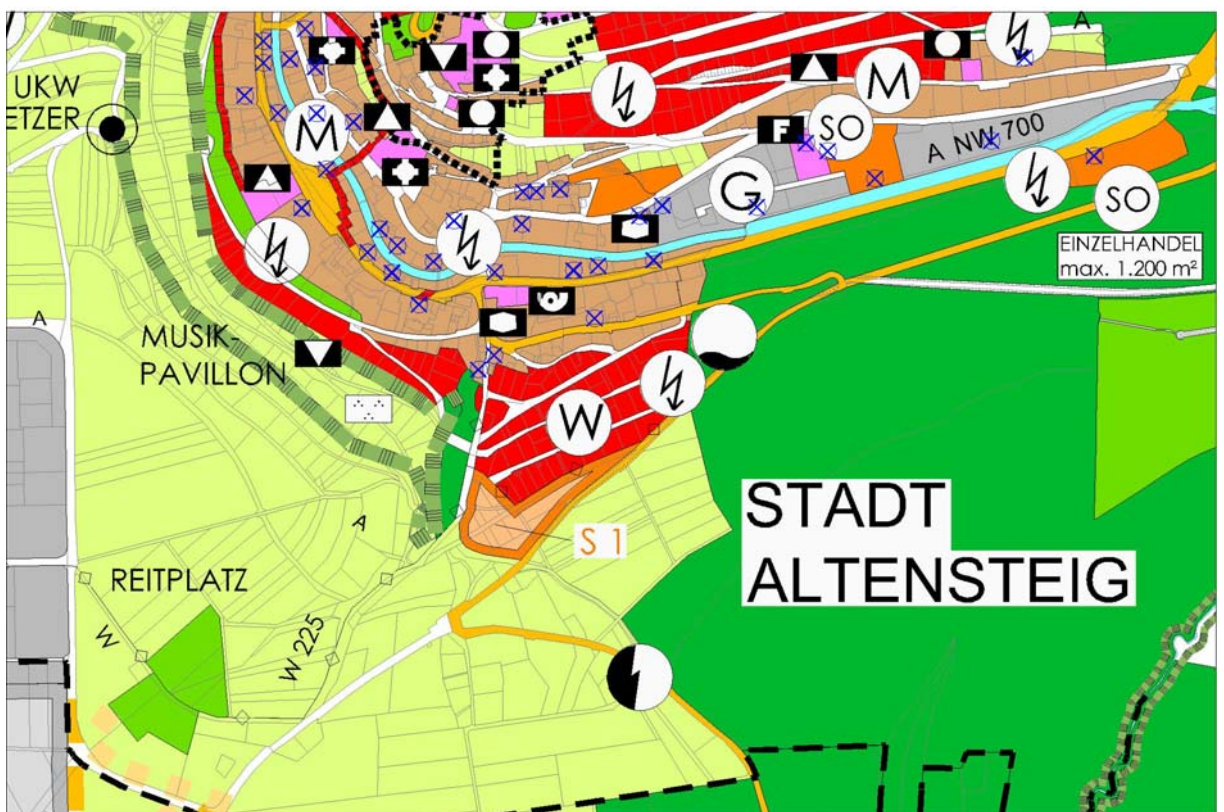 UKW
ETZER
M
M
A
F
SO
A NW 700
G
SO
EINZELHANDEL
max. 1.200 m²
A
MUSIK-
PAVILLON
W
STADT
ALTENSTEIG
S 1
A
REITPLATZ
W
W 225